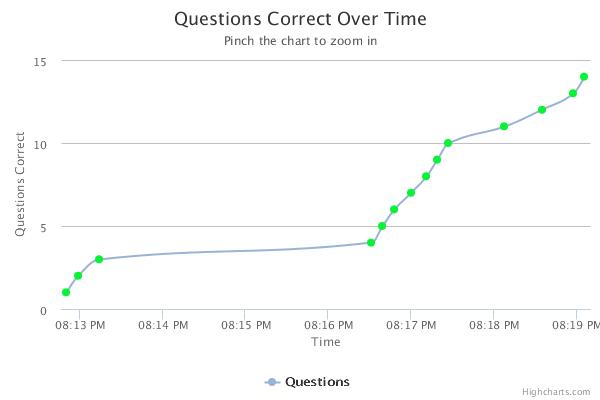 Questions Correct Over Time
Pinch the chart to zoom in
Questions Correct
15
10
5
0
08:13 PM 08:14 PM 08:15 PM 08:16 PM 08:17 PM 08:18 PM 08:19 PM
Time
Questions
Highcharts.com